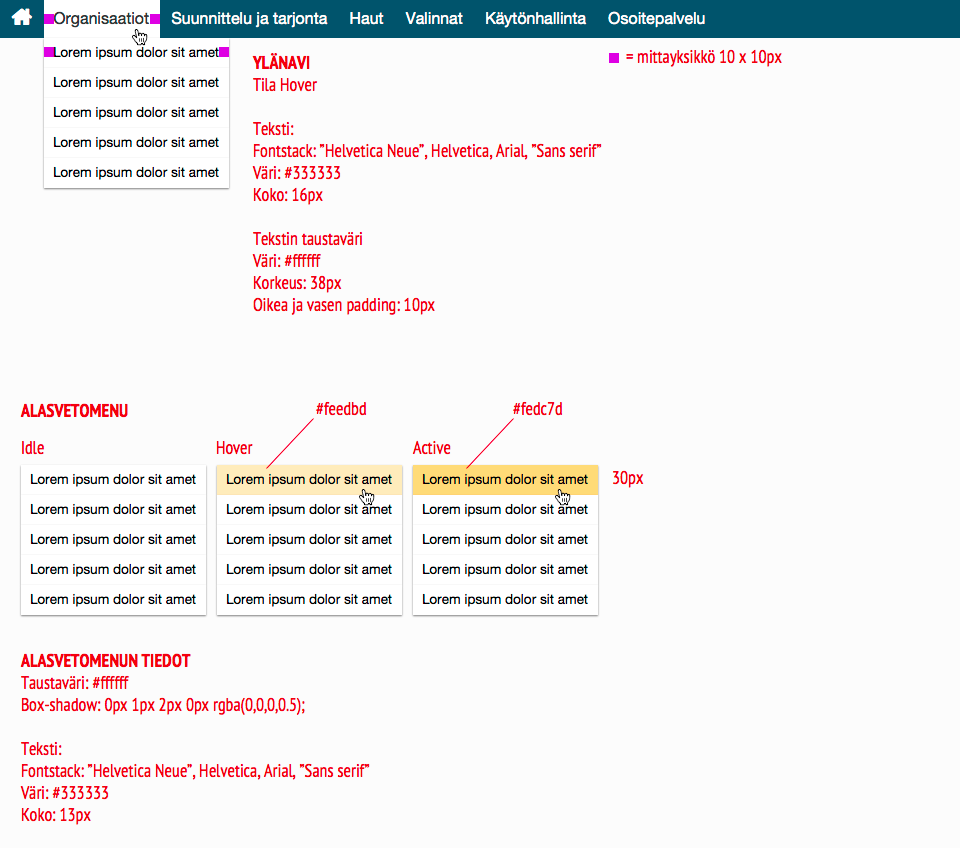 Organisaatiot Suunnittelu ja tarjonta Haut Valinnat Käytönhallinta Osoitepalvelu
Lorem ipsum dolor sit amet
Lorem ipsum dolor sit amet
Lorem ipsum dolor sit amet
Lorem ipsum dolor sit amet
Lorem ipsum dolor sit amet
YLÄNAVI
Tila Hover
Teksti:
Fontstack: ”Helvetica Neue”, Helvetica, Arial, ”Sans serif”
Väri: #333333
Koko: 16px
Tekstin taustaväri
Väri: #ffffff
Korkeus: 38px
Oikea ja vasen padding: 10px
= mittayksikkö 10 x 10px
ALASVETOMENU
#feedbd
#fedc7d
Idle
Lorem ipsum dolor sit amet
Lorem ipsum dolor sit amet
Lorem ipsum dolor sit amet
Lorem ipsum dolor sit amet
Lorem ipsum dolor sit amet
Hover
Lorem ipsum dolor sit amet
Lorem ipsum dolor sit amet
Lorem ipsum dolor sit amet
Lorem ipsum dolor sit amet
Lorem ipsum dolor sit amet
Active
Lorem ipsum dolor sit amet
Lorem ipsum dolor sit amet
Lorem ipsum dolor sit amet
Lorem ipsum dolor sit amet
Lorem ipsum dolor sit amet
30px
ALASVETOMENUN TIEDOT
Taustaväri: #ffffff
Box-shadow: 0px 1px 2px 0px rgba(0,0,0,0.5);
Teksti:
Fontstack: ”Helvetica Neue”, Helvetica, Arial, ”Sans serif”
Väri: #333333
Koko: 13px